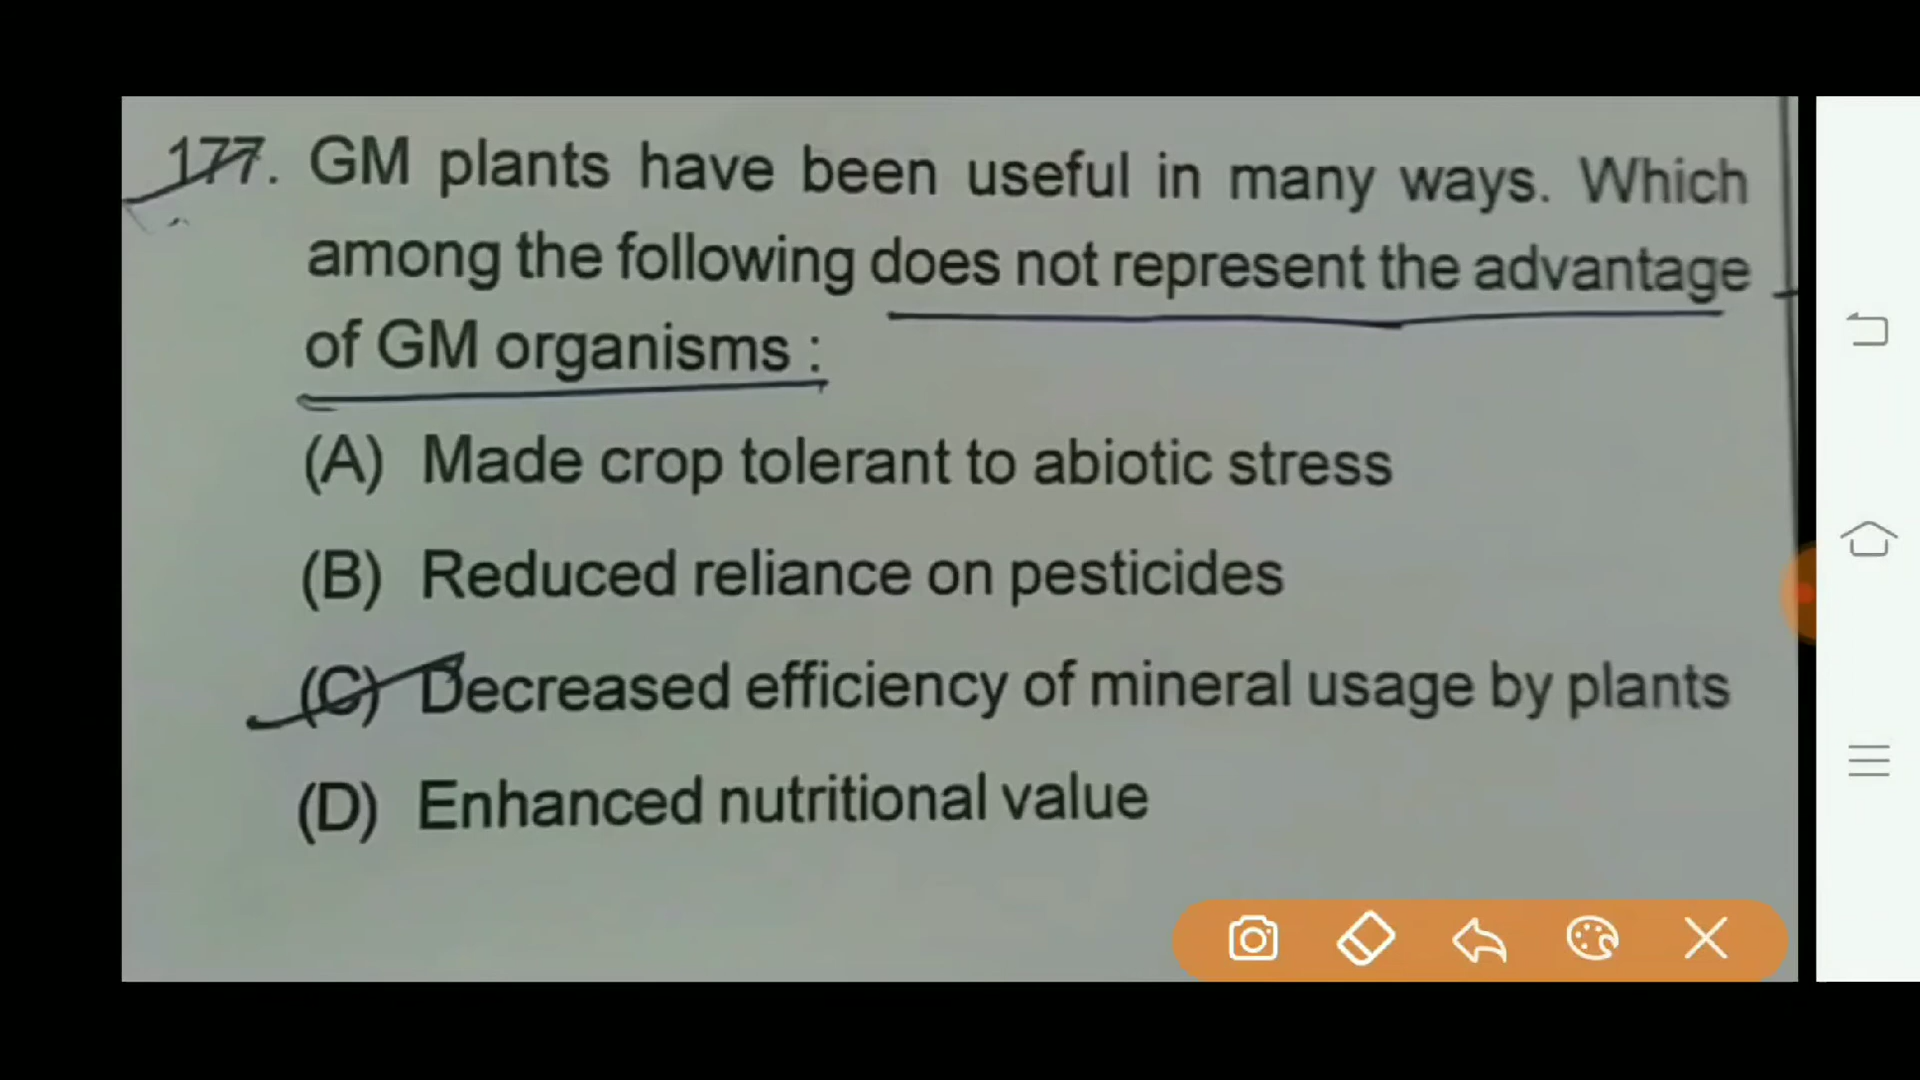 177. GM plants have been useful in many ways. Which
among the following does not represent the advantage
of GM organisms :
(A) Made crop tolerant to abiotic stress
(B) Reduced reliance on pesticides
(C) Decreased efficiency of mineral usage by plants
(D) Enhanced nutritional value